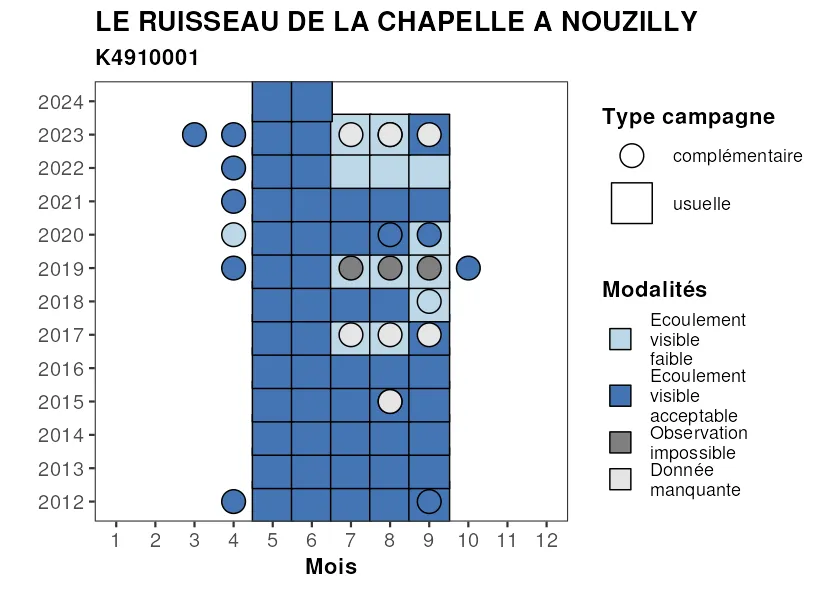 LE RUISSEAU DE LA CHAPELLE A NOUZILLY
K4910001
2024
2023
2022
2021
2020
2019
2018
2017
2016
2015
2014
2013
2012
1 2 3 4 5 6 7 8 9 10 11 12
Mois
Type campagne
complémentaire
usuelle
Modalités
Ecoulement
visible
faible
Ecoulement
visible
acceptable
Observation
impossible
Donnée
manquante